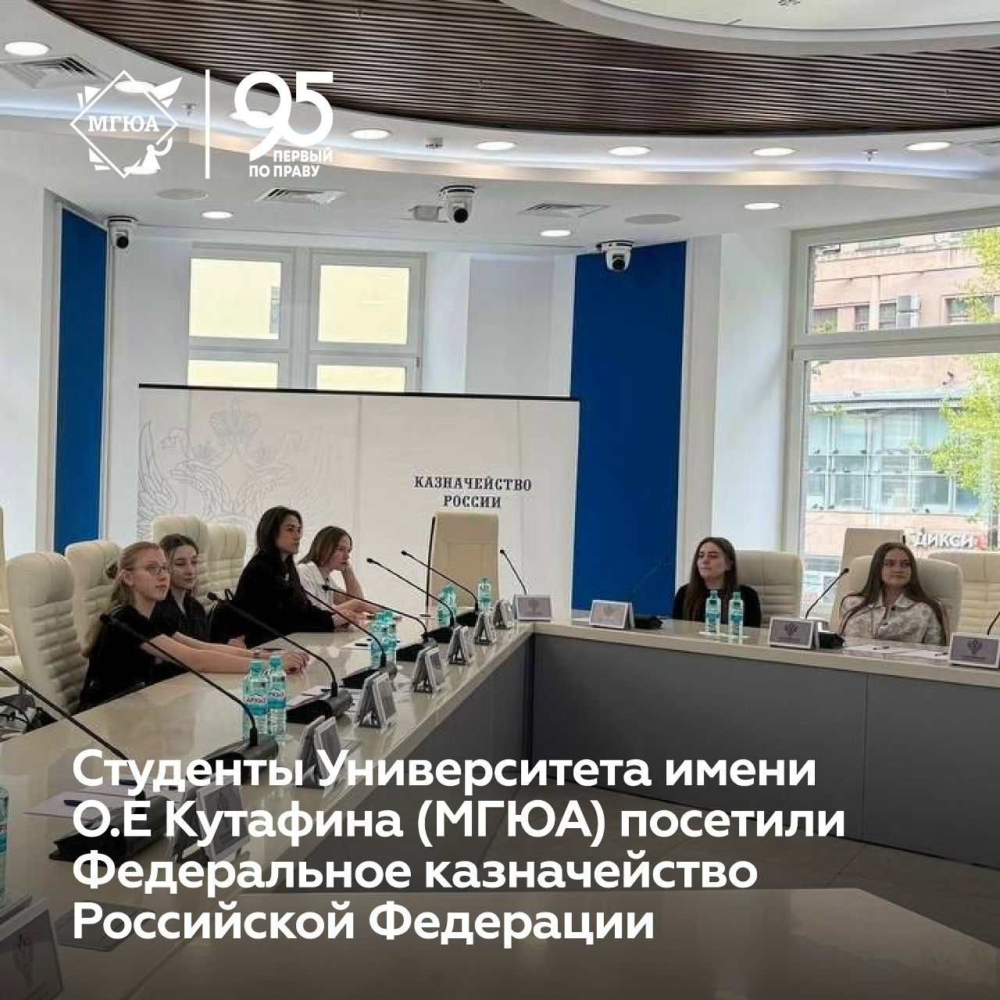 МГЮА
95
ПЕРВЫЙ
ПО ПРАВУ
КАЗНАЧЕЙСТВО
РОССИИ
ДИКСИ
Студенты Университета имени
О.Е Кутафина (МГЮА) посетили
Федеральное казначейство
Российской Федерации